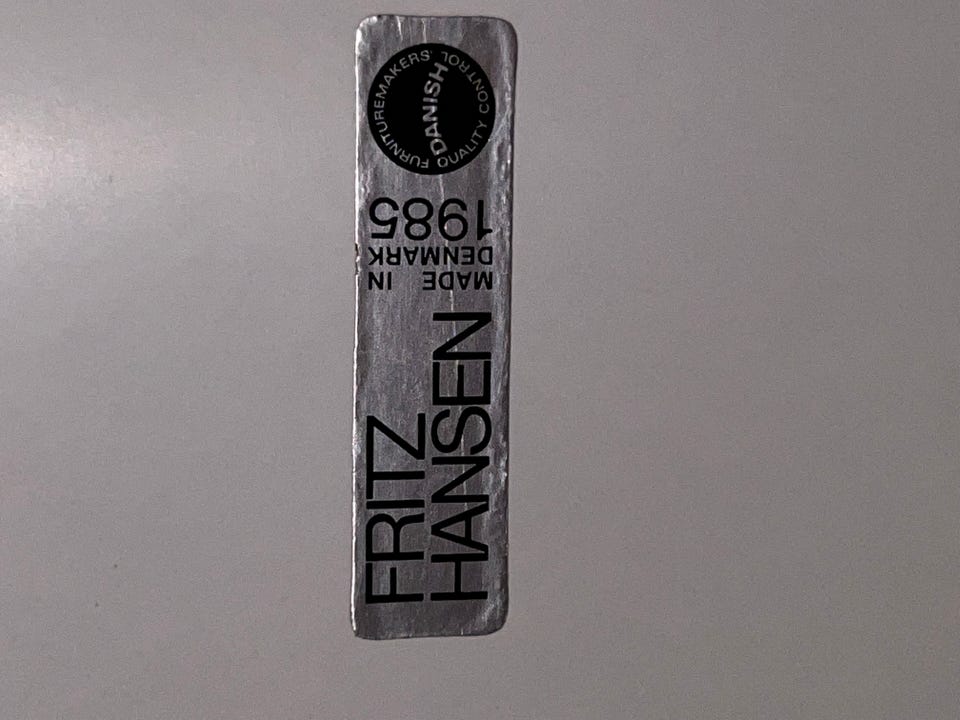 FRITZ
HANSEN
MADE IN
DENMARK
1985
DANISH
FURNITUREMAKERS' QUALITY CONTROL